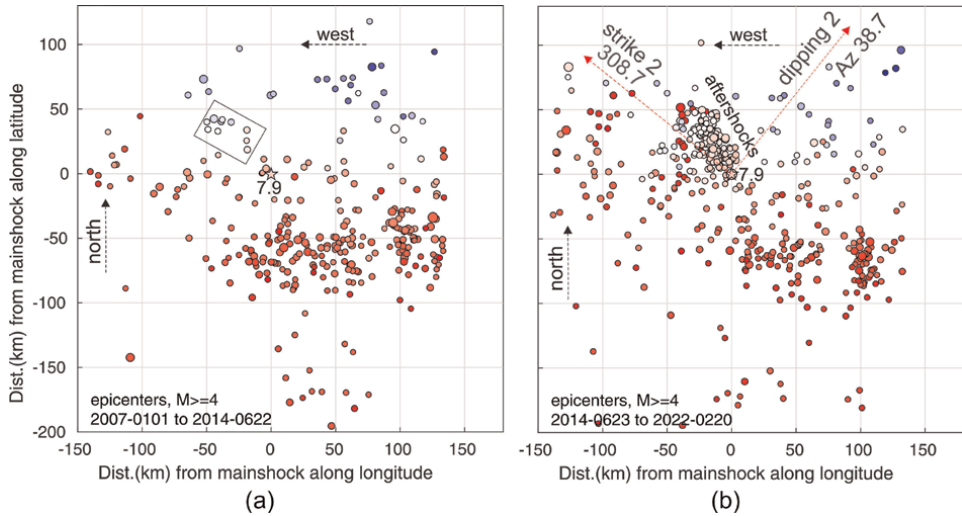 Dist.(km) from mainshock along latitude
100
50
0
-50
-100
-150
-200
west
7.9
north
epicenters, M>=4
2007-0101 to 2014-0622
-150 -100 -50 0 50 100 150
Dist.(km) from mainshock along longitude
(a)
west
strike 2
308.7
dipping 2
Az 38.7
aftershocks
7.9
north
epicenters, M>=4
2014-0623 to 2022-0220
-150 -100 -50 0 50 100 150
Dist.(km) from mainshock along longitude
(b)